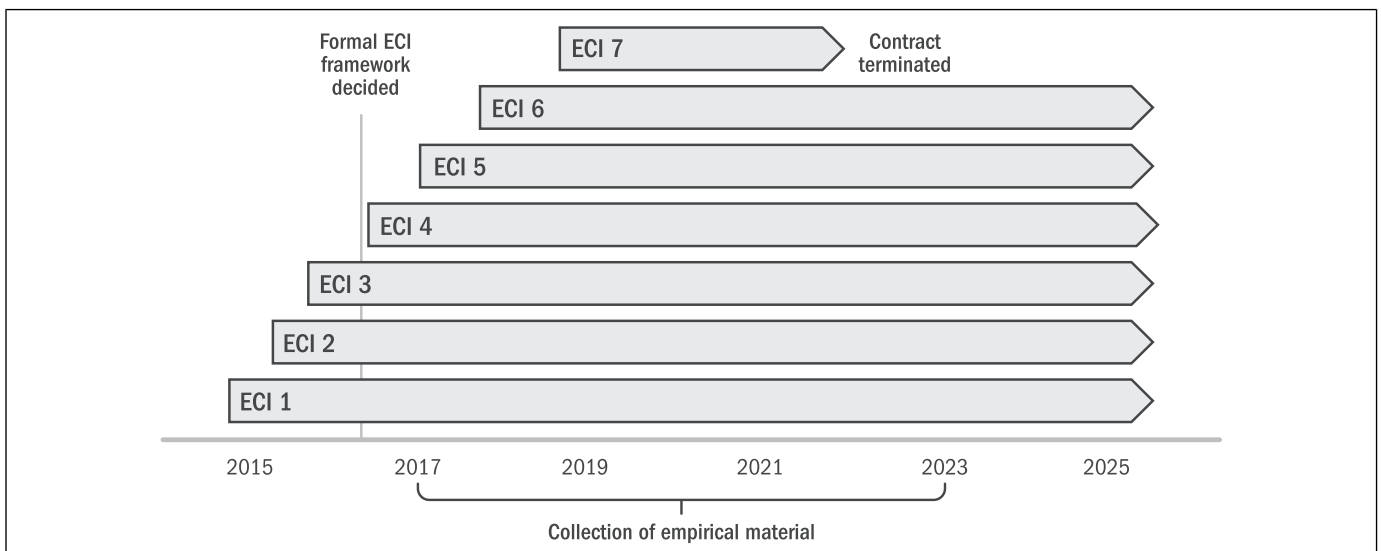 Formal ECI
framework
decided
ECI 7
Contract
terminated
ECI 6
ECI 5
ECI 4
ECI 3
ECI 2
ECI 1
2015 2017 2019 2021 2023 2025
Collection of empirical material